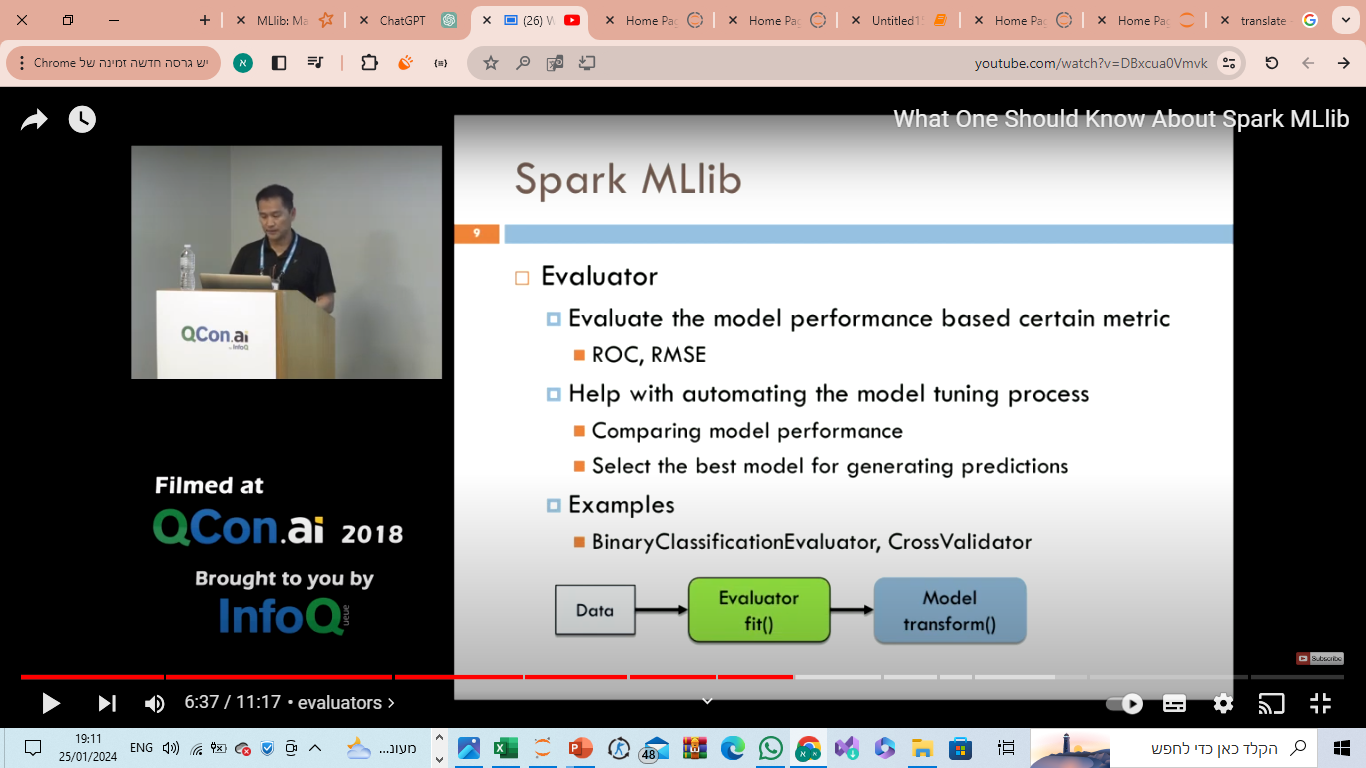 MLlib: Ma
ChatGPT
(26) W
Home Pag
Home Pag
Untitled1
Home Pag
Home Pag
translate -
יש גרסה חדשה זמינה של Chrome
א
youtube.com/watch?v=DBxcua0Vmvk
What One Should Know About Spark MLlib
Spark MLlib
9
Evaluator
Evaluate the model performance based certain metric
ROC, RMSE
Help with automating the model tuning process
Comparing model performance
Select the best model for generating predictions
Examples
BinaryClassificationEvaluator, CrossValidator
Data
Evaluator
fit()
Model
transform()
QCon.ai
by InfoQ
Filmed at
QCon.ai 2018
Brought to you by
InfoQueue
Subscribe
6:37 / 11:17 • evaluators
19:11
25/01/2024
ENG
מעונ...
48
הקלד כאן כדי לחפש